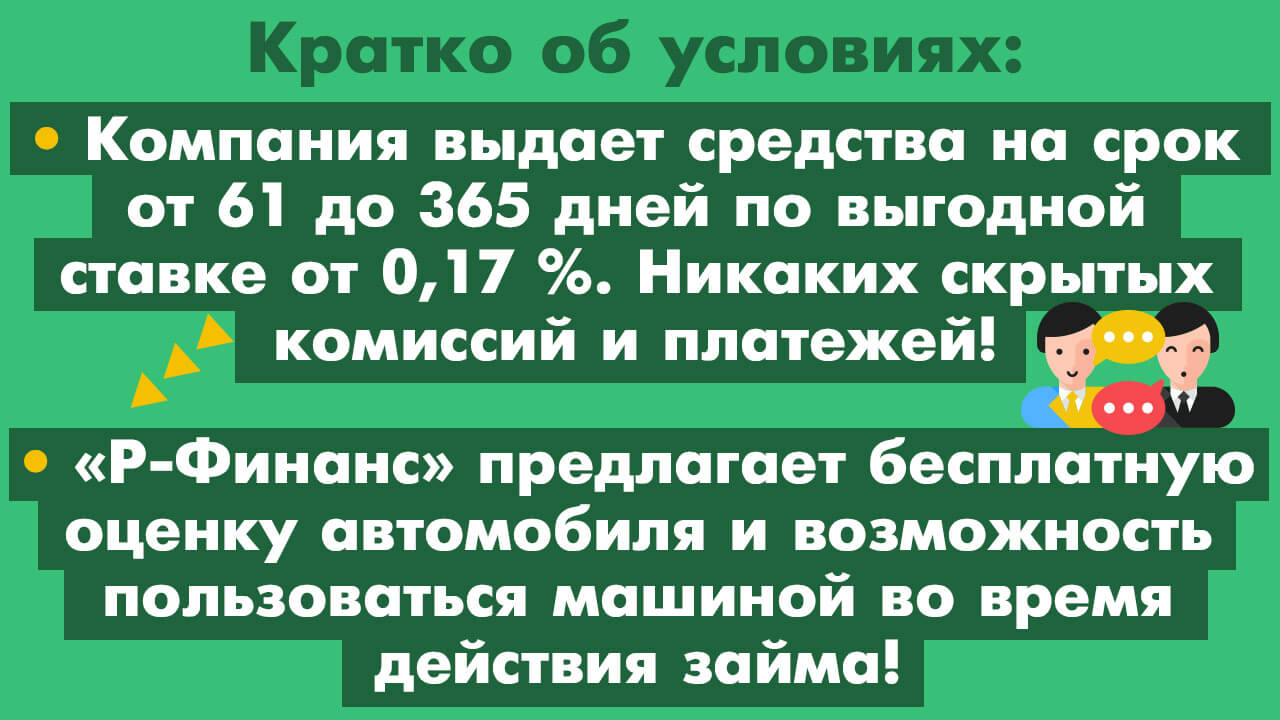 Кратко об условиях:
• Компания выдает средства на срок
от 61 до 365 дней по выгодной
ставке от 0,17 %. Никаких скрытых
комиссий и платежей!
• «Р-Финанс» предлагает бесплатную
оценку автомобиля и возможность
пользоваться машиной во время
действия займа!